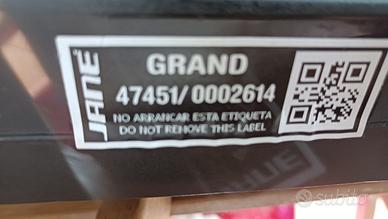 JANÉ
GRAND
47451/ 0002614
NO ARRANCAR ESTA ETIQUETA
DO NOT REMOVE THIS LABEL
subito